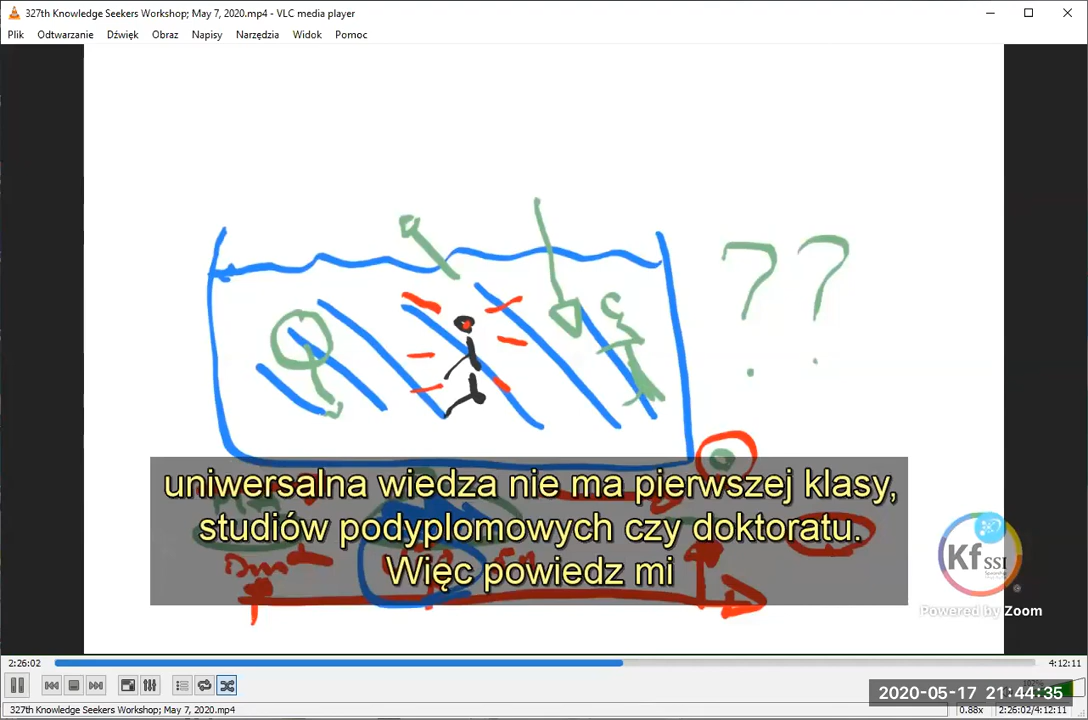 327th Knowledge Seekers Workshop; May 7, 2020.mp4 - VLC media player
Plik Odtwarzanie Dźwięk Obraz Napisy Narzędzia Widok Pomoc
? ?
uniwersalna wiedza nie ma pierwszej klasy,
studiów podyplomowych czy doktoratu.
Więc powiedz mi
Kf SSI
Powered by Zoom
2:26:02 4:12:11
102%
2020-05-17 21:44:35
327th Knowledge Seekers Workshop; May 7, 2020.mp4 0.88x 2:26:02/4:12:11